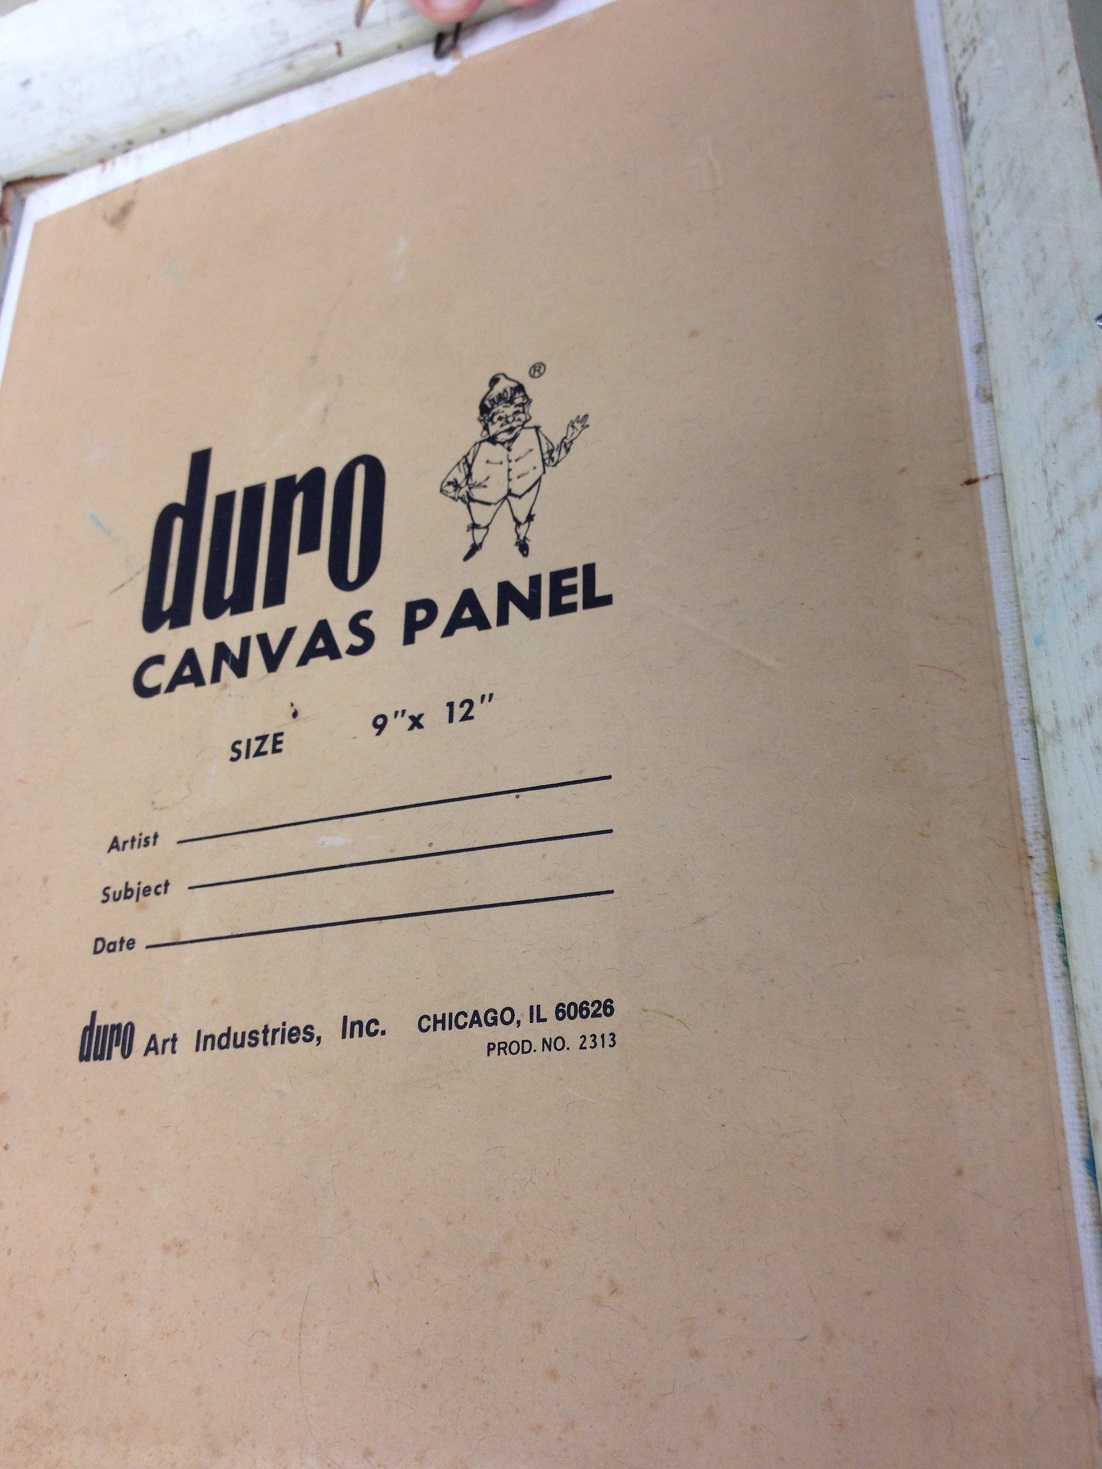 ®
duro
CANVAS PANEL
SIZE 9"x 12"
Artist
Subject
Date
duro Art Industries, Inc. CHICAGO, IL 60626
PROD. NO. 2313